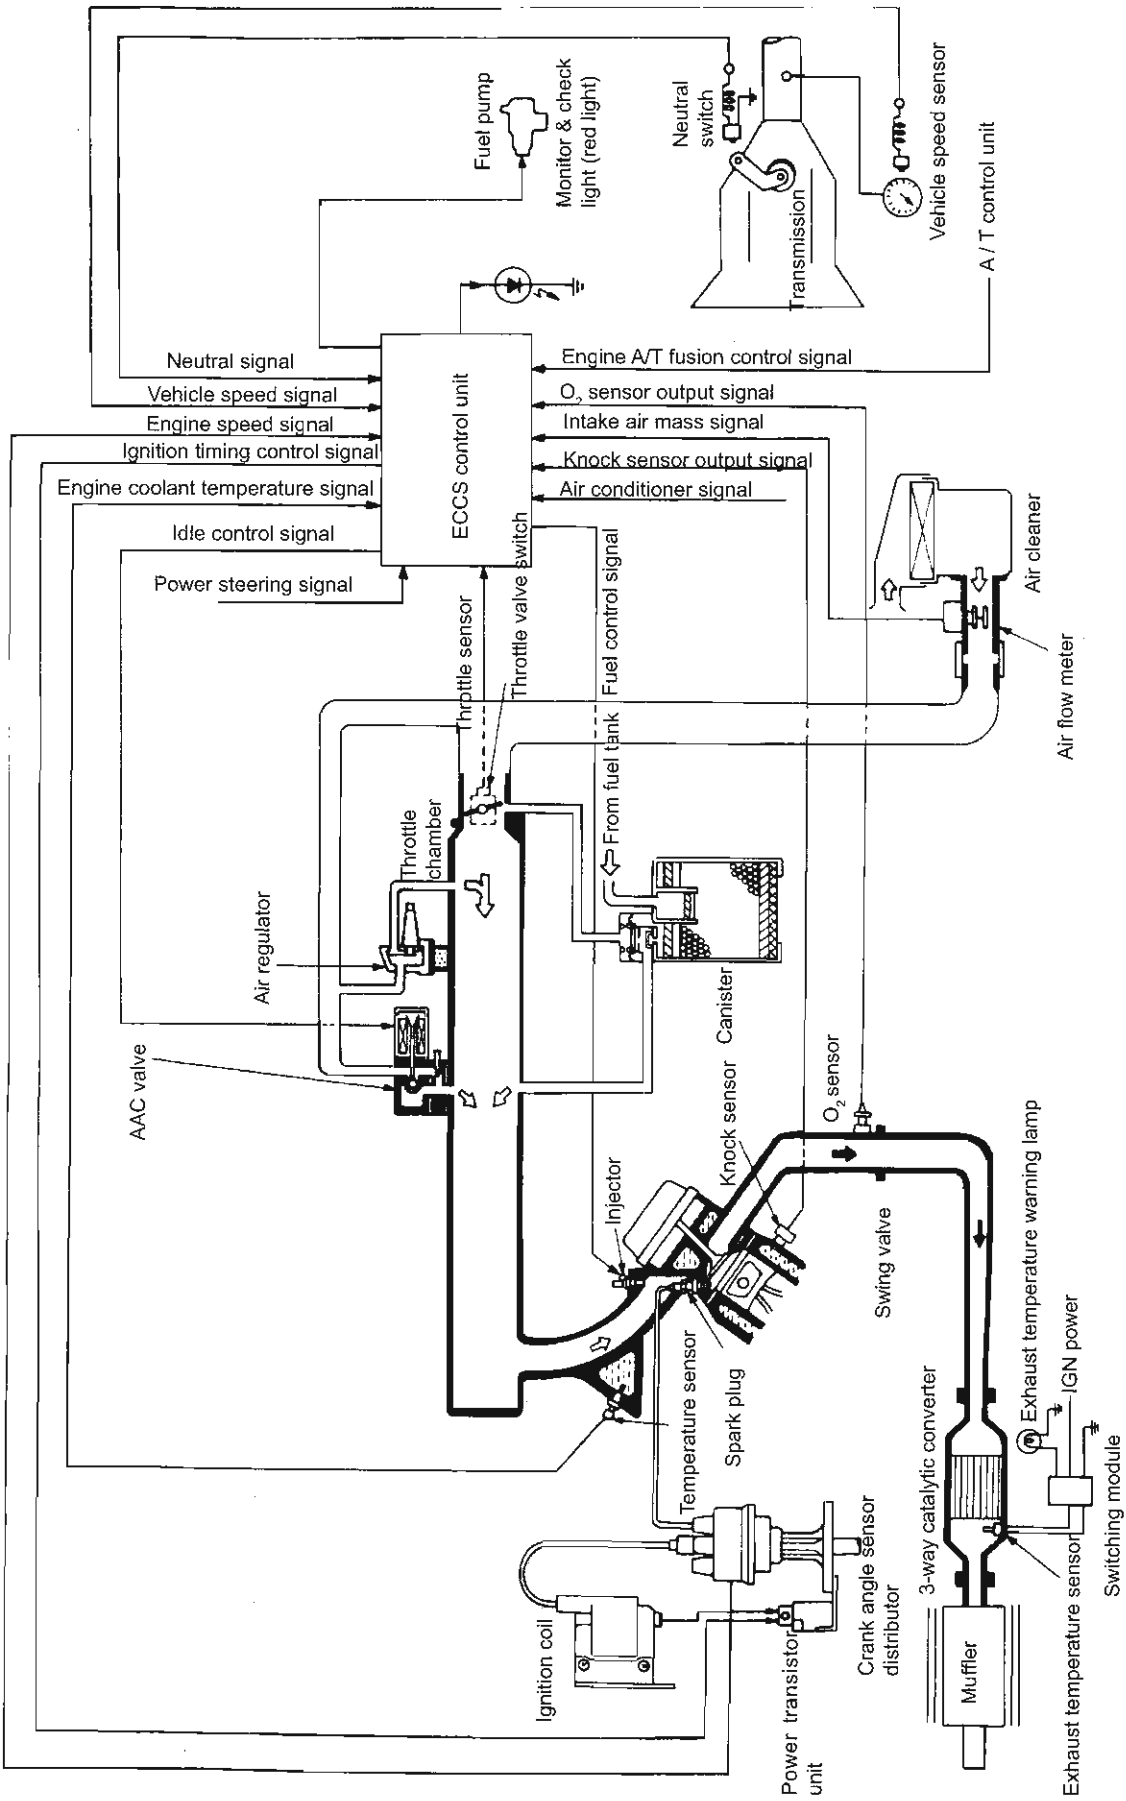 Fuel pump
Monitor & check
light (red light)
Neutral
switch
Transmission
Vehicle speed sensor
A / T control unit
Neutral signal
Vehicle speed signal
Engine speed signal
Ignition timing control signal
Engine coolant temperature signal
Idle control signal
Power steering signal
ECCS control unit
Engine A/T fusion control signal
O₂ sensor output signal
Intake air mass signal
Knock sensor output signal
Air conditioner signal
Throttle sensor
Throttle valve switch
Fuel control signal
From fuel tank
Air cleaner
Air flow meter
Throttle
chamber
Air regulator
AAC valve
Canister
Knock sensor
O₂ sensor
Injector
Swing valve
Temperature sensor
Spark plug
Exhaust temperature warning lamp
IGN power
3-way catalytic converter
Switching module
Exhaust temperature sensor
Muffler
Crank angle sensor
distributor
Ignition coil
Power transistor
unit